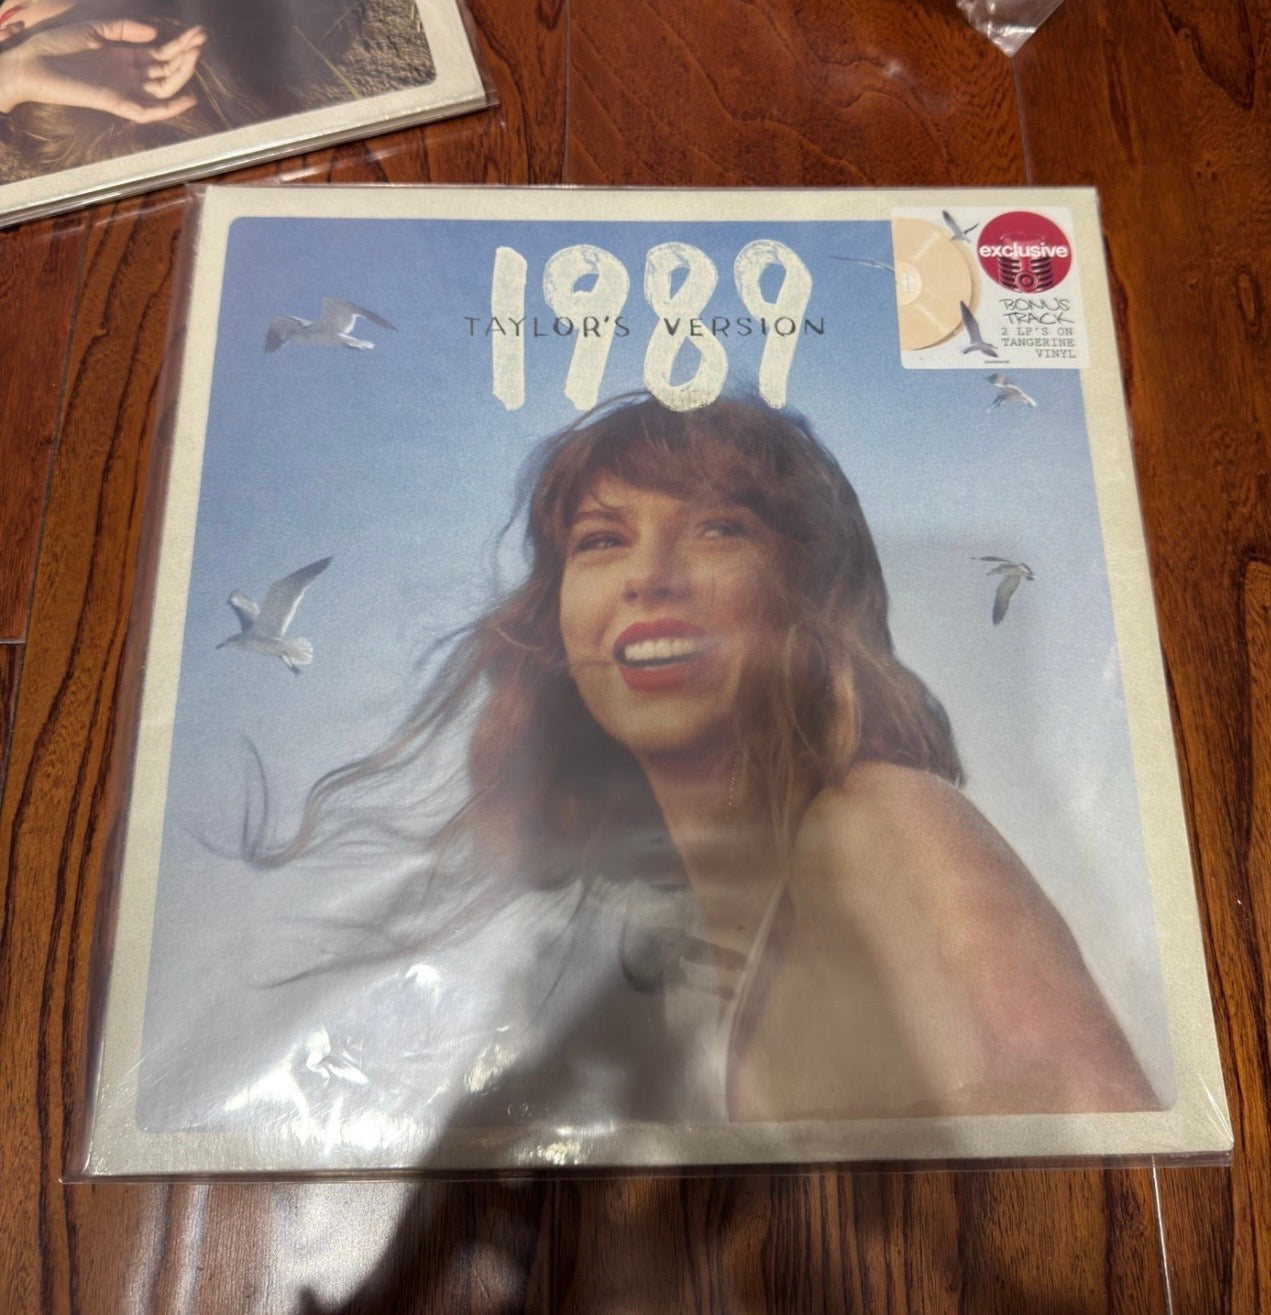 1989
TAYLOR'S VERSION
exclusive
BONUS
TRACK
2 LP'S ON
TANGERINE
VINYL